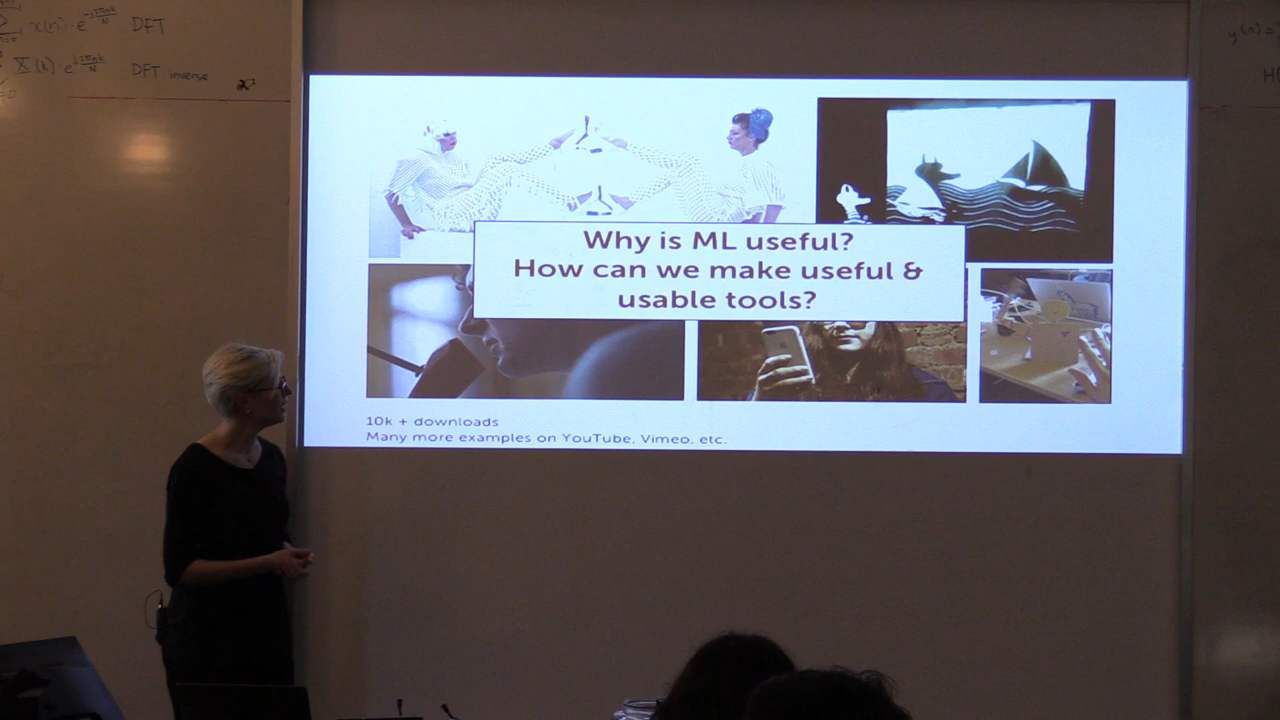 DFT
DFT inverse
Why is ML useful?
How can we make useful &
usable tools?
10k + downloads
Many more examples on YouTube, Vimeo, etc.